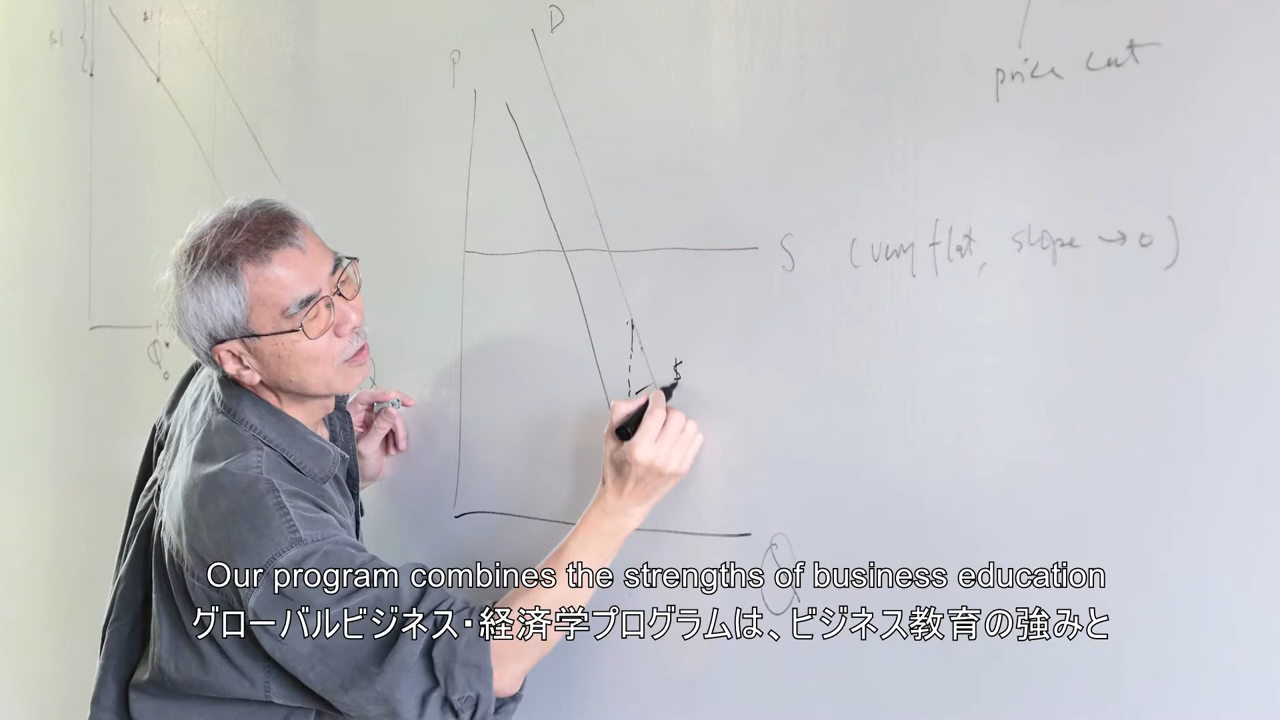 D
P
price cut
S (very flat, slope → 0)
$
Q*
Q
Our program combines the strengths of business education
グローバルビジネス・経済学プログラムは、ビジネス教育の強みと